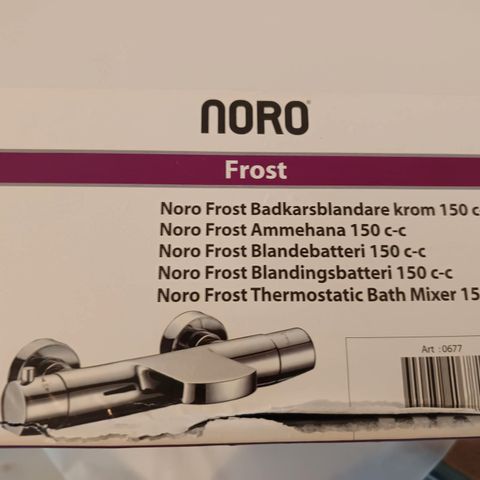 NORO
Frost
Noro Frost Badkarsblandare krom 150 c-
Noro Frost Ammehana 150 c-c
Noro Frost Blandebatteri 150 c-c
Noro Frost Blandingsbatteri 150 c-c
Noro Frost Thermostatic Bath Mixer 15
Art : 0677